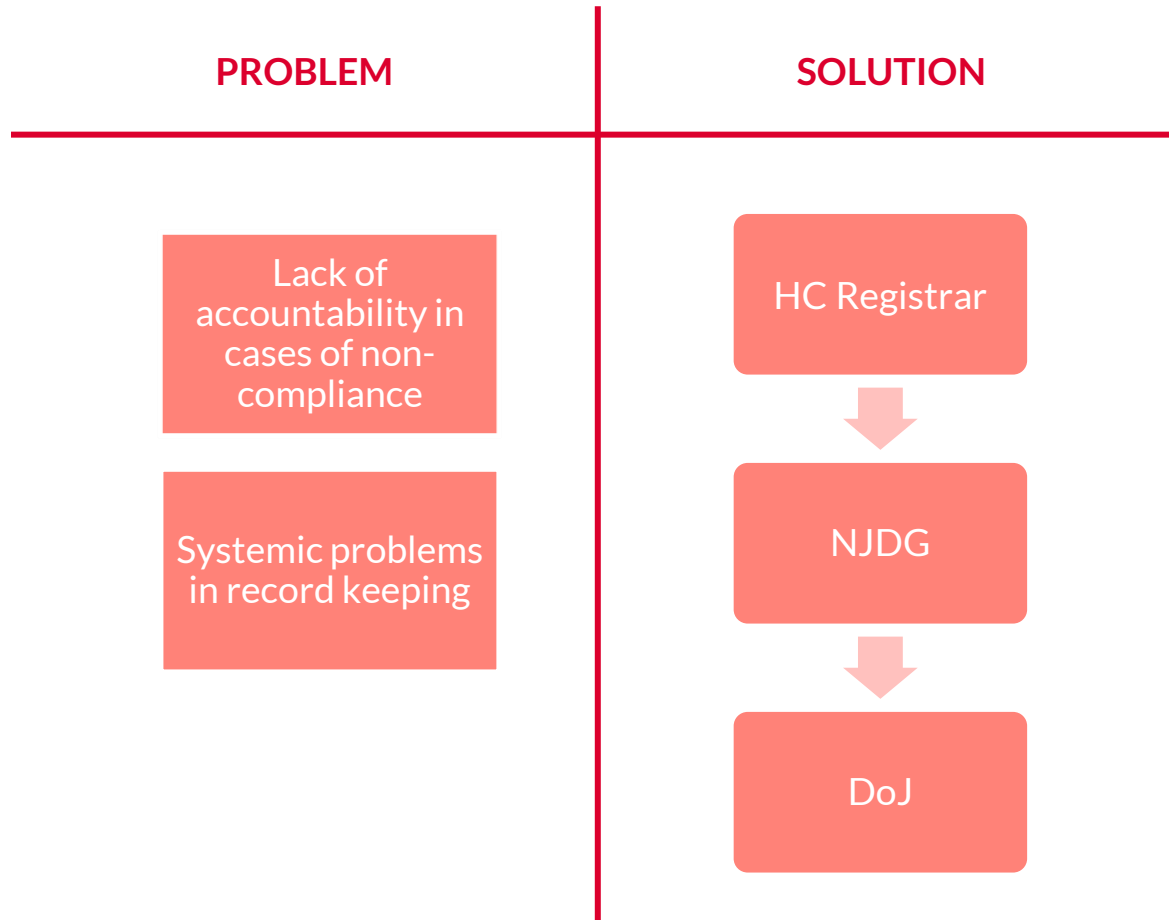 PROBLEM
SOLUTION
Lack of
accountability in
cases of non-
compliance
Systemic problems
in record keeping
HC Registrar
NJDG
DoJ